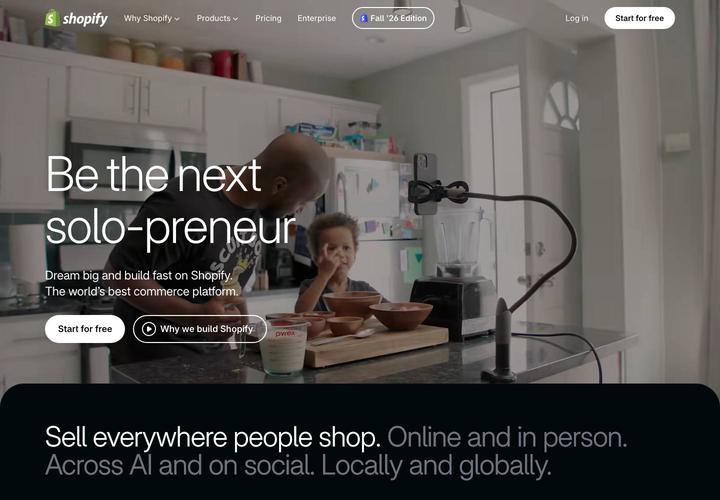 shopify
Why Shopify
Products
Pricing
Enterprise
Fall '26 Edition
Log in
Start for free
Be the next
solo-preneur
Dream big and build fast on Shopify.
The world's best commerce platform.
Start for free
Why we build Shopify
PYREX
Sell everywhere people shop. Online and in person.
Across AI and on social. Locally and globally.